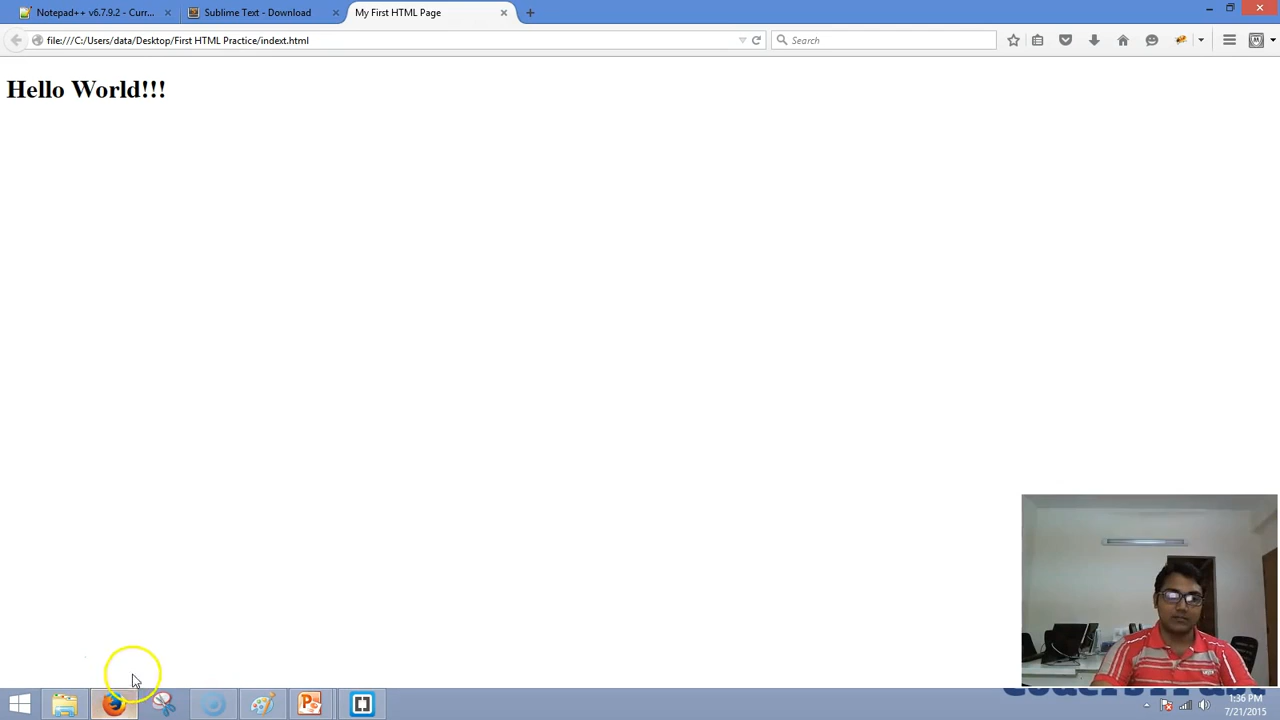 Notepad++ v6.7.9.2 - Curr...
Sublime Text - Download
My First HTML Page
file:///C:/Users/data/Desktop/First HTML Practice/indext.html
Search
Hello World!!!
1:36 PM
7/21/2015